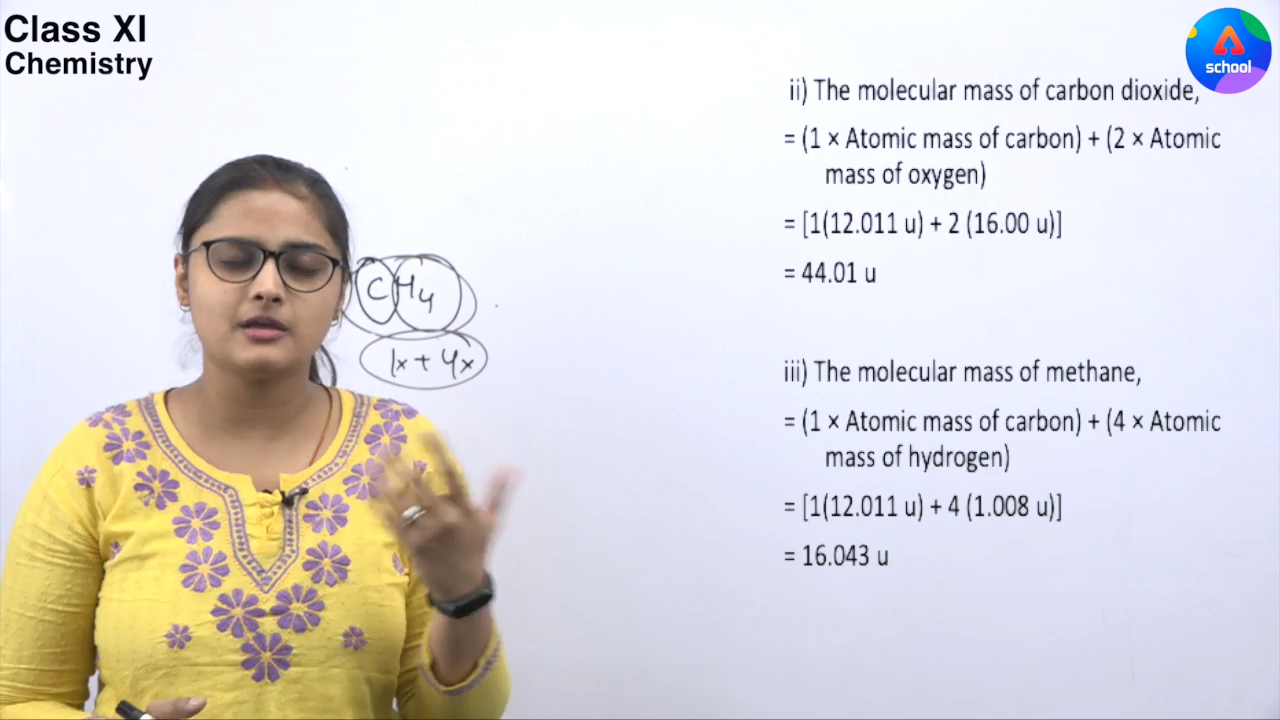 Class XI
Chemistry
school
ii) The molecular mass of carbon dioxide,
= (1 × Atomic mass of carbon) + (2 × Atomic
mass of oxygen)
= [1(12.011 u) + 2 (16.00 u)]
= 44.01 u
CH4
1x + 4x
iii) The molecular mass of methane,
= (1 × Atomic mass of carbon) + (4 × Atomic
mass of hydrogen)
= [1(12.011 u) + 4 (1.008 u)]
= 16.043 u